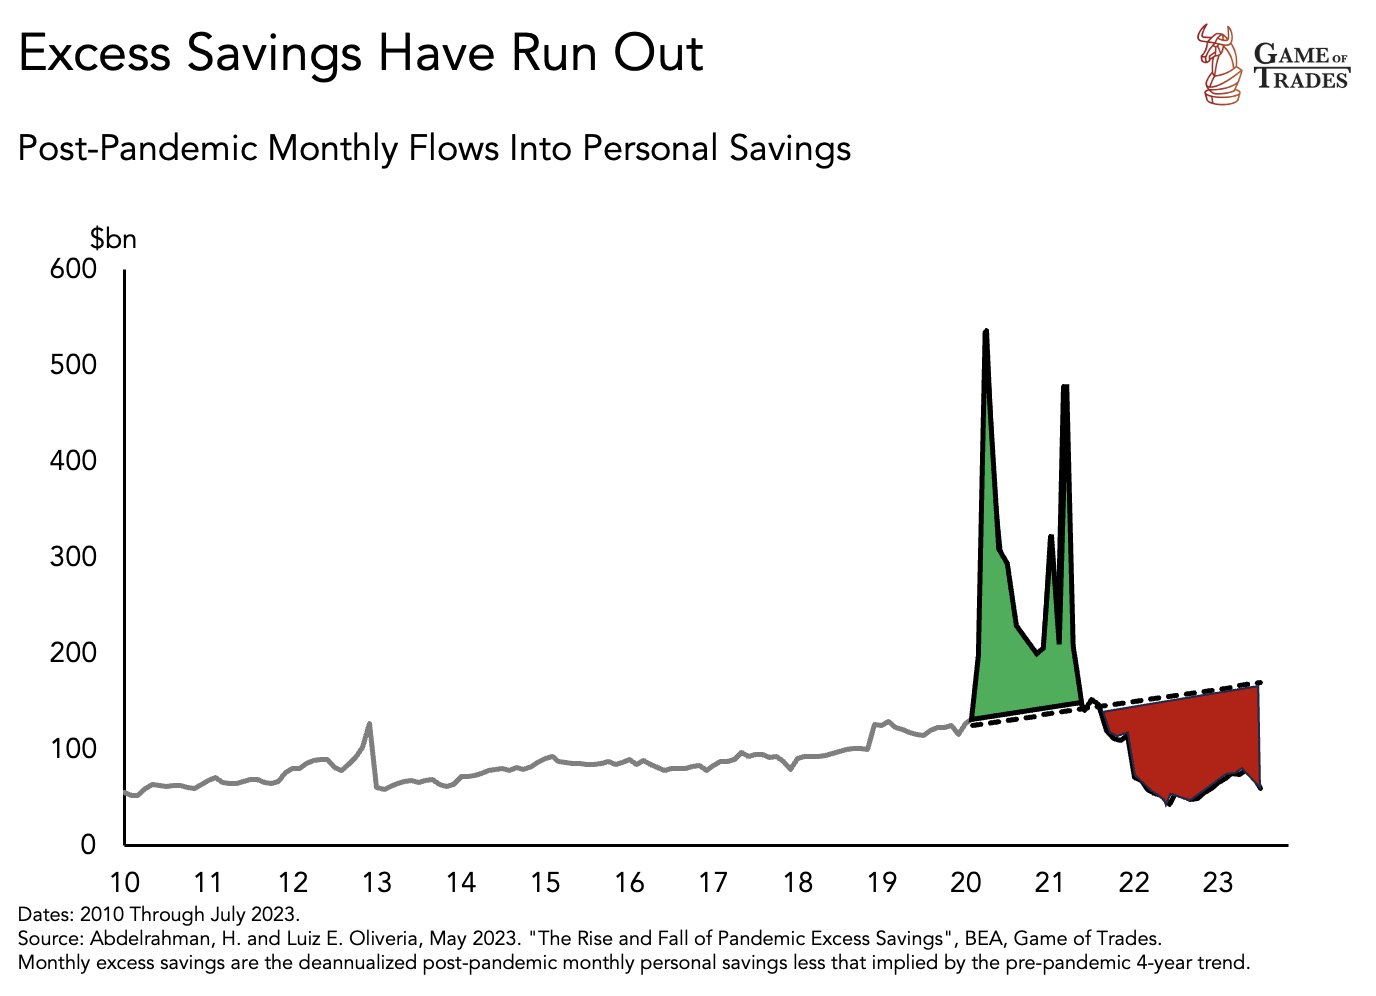 Excess Savings Have Run Out
GAME OF
TRADES
Post-Pandemic Monthly Flows Into Personal Savings
$bn
600
500
400
300
200
100
0
10 11 12 13 14 15 16 17 18 19 20 21 22 23
Dates: 2010 Through July 2023.
Source: Abdelrahman, H. and Luiz E. Oliveria, May 2023. "The Rise and Fall of Pandemic Excess Savings", BEA, Game of Trades.
Monthly excess savings are the deannualized post-pandemic monthly personal savings less that implied by the pre-pandemic 4-year trend.